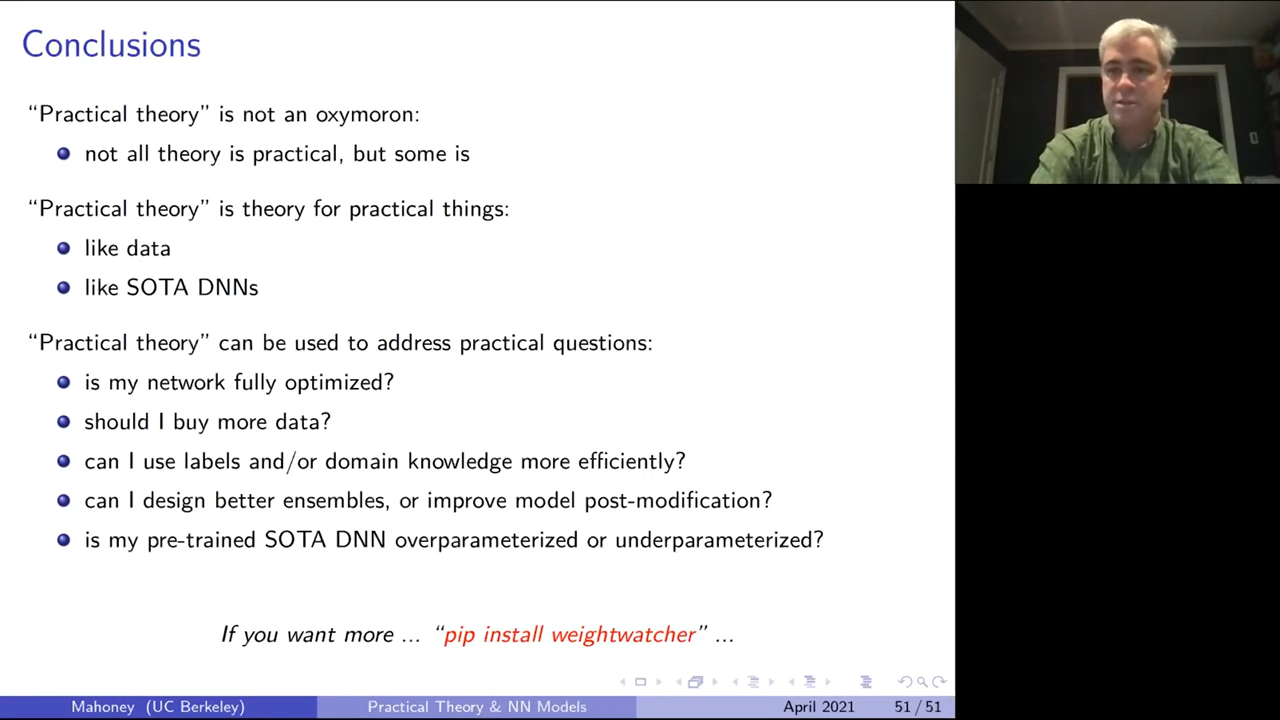 Conclusions
“Practical theory” is not an oxymoron:
not all theory is practical, but some is
“Practical theory” is theory for practical things:
like data
like SOTA DNNs
“Practical theory” can be used to address practical questions:
is my network fully optimized?
should I buy more data?
can I use labels and/or domain knowledge more efficiently?
can I design better ensembles, or improve model post-modification?
is my pre-trained SOTA DNN overparameterized or underparameterized?
If you want more ... “pip install weightwatcher” ...
Mahoney (UC Berkeley) Practical Theory & NN Models April 2021 51 / 51